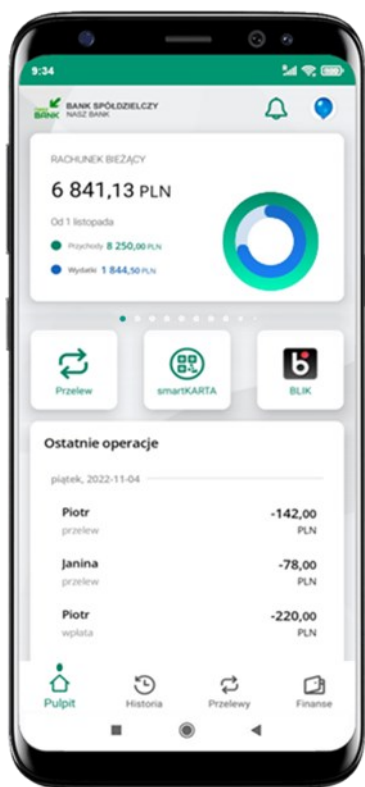 9:34
BANK SPÓŁDZIELCZY
NASZ BANK
RACHUNEK BIEŻĄCY
6 841,13 PLN
Od 1 listopada
Przychody 8 250,00 PLN
Wydatki 1 844,50 PLN
Przelew
smartKARTA
BLIK
Ostatnie operacje
piątek, 2022-11-04
Piotr -142,00
przelew PLN
Janina -78,00
przelew PLN
Piotr -220,00
wpłata PLN
Pulpit Historia Przelewy Finanse